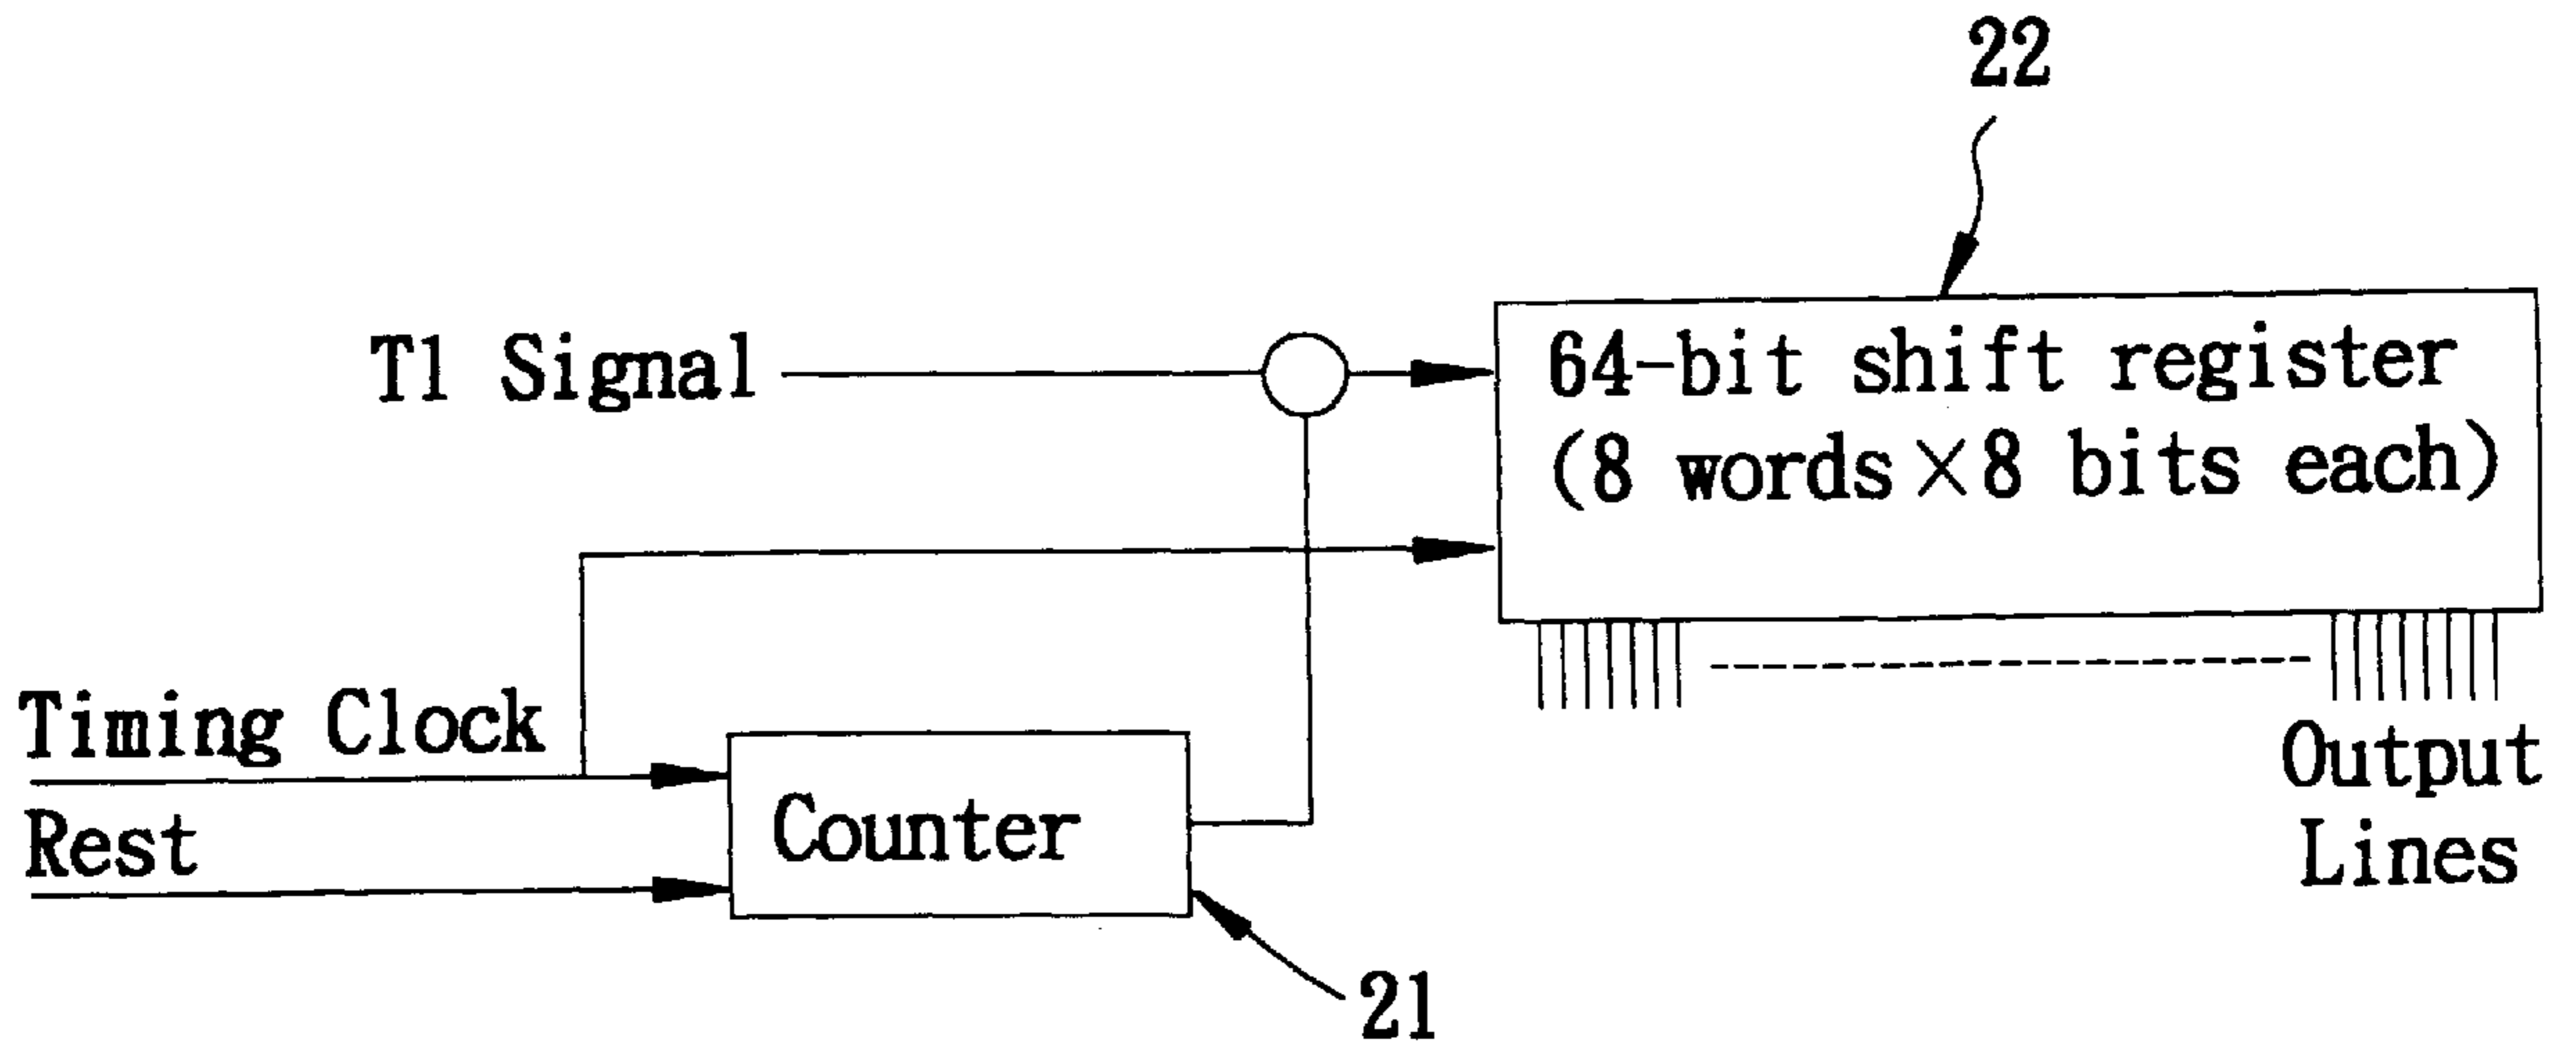 22
T1 Signal
64-bit shift register
(8 words×8 bits each)
Timing Clock
Rest
Counter
Output
Lines
21